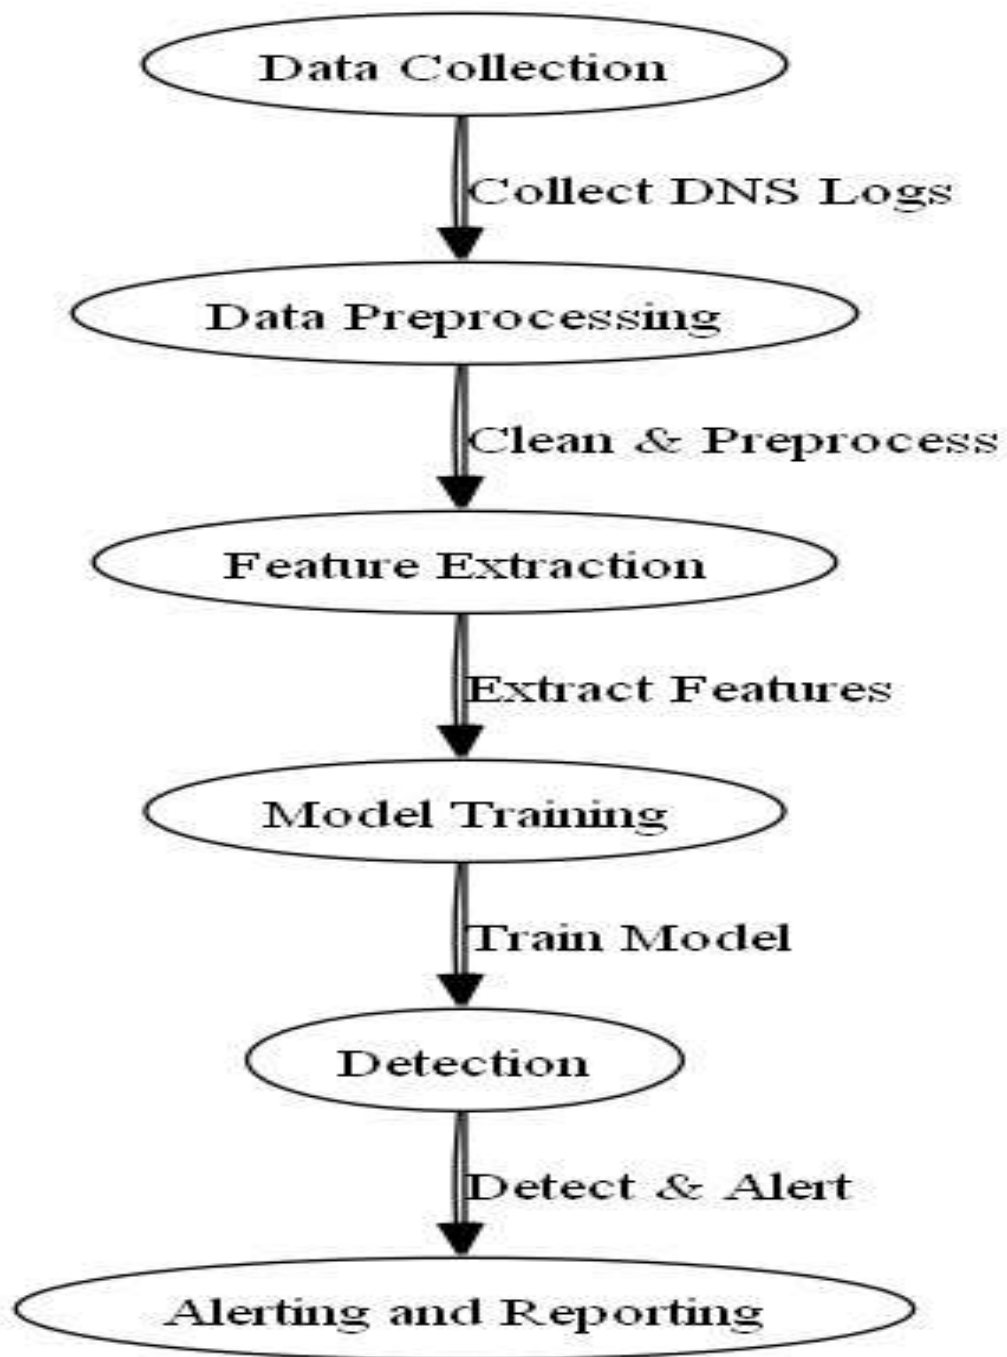 Data Collection
Collect DNS Logs
Data Preprocessing
Clean & Preprocess
Feature Extraction
Extract Features
Model Training
Train Model
Detection
Detect & Alert
Alerting and Reporting